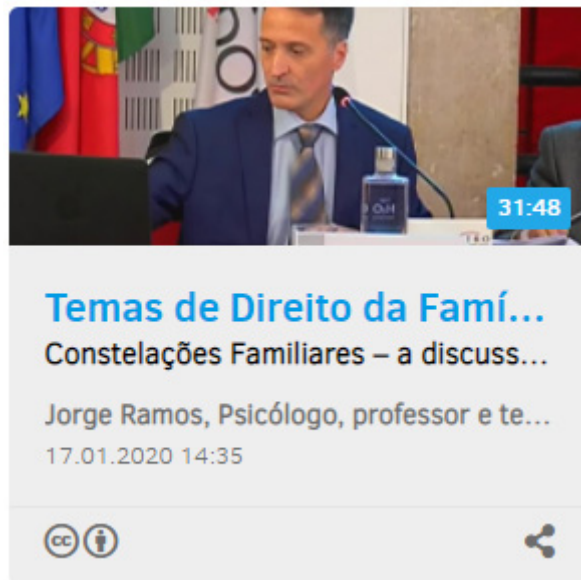 31:48
Temas de Direito da Famí...
Constelações Familiares – a discuss...
Jorge Ramos, Psicólogo, professor e te...
17.01.2020 14:35
cc